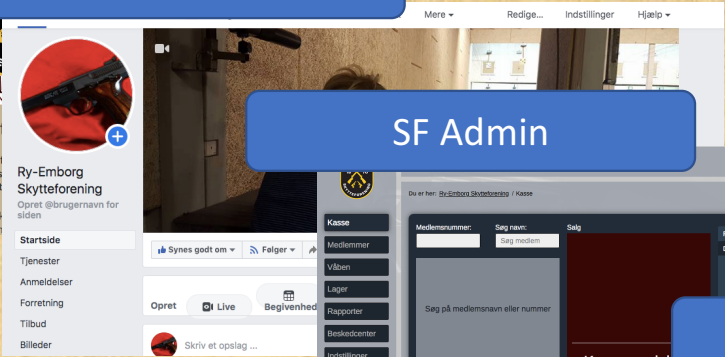 Mere
Redige...
Indstillinger
Hjælp
SF Admin
Ry-Emborg
Skytteforening
Opret @brugernavn for
siden
Startside
Tjenester
Anmeldelser
Forretning
Tilbud
Billeder
Synes godt om
Følger
Opret
Live
Begivenhed
Skriv et opslag ...
Du er her: Ry-Emborg Skytteforening / Kasse
Kasse
Medlemmer
Våben
Lager
Rapporter
Beskedcenter
Indstillinger
Medlemsnummer:
Søg navn:
Salg
Søg medlem
Søg på medlemsnavn eller nummer